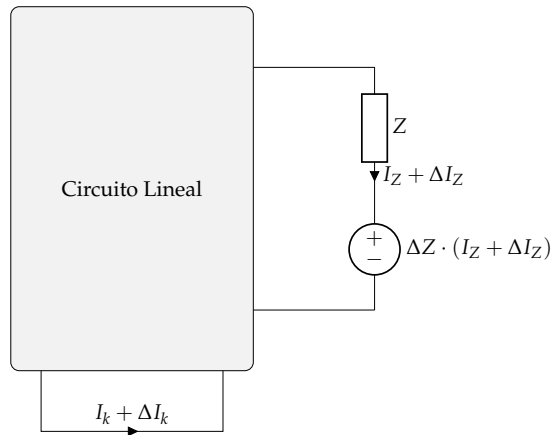 Circuito Lineal
Z
I_Z + ΔI_Z
+
−
ΔZ · (I_Z + ΔI_Z)
I_k + ΔI_k